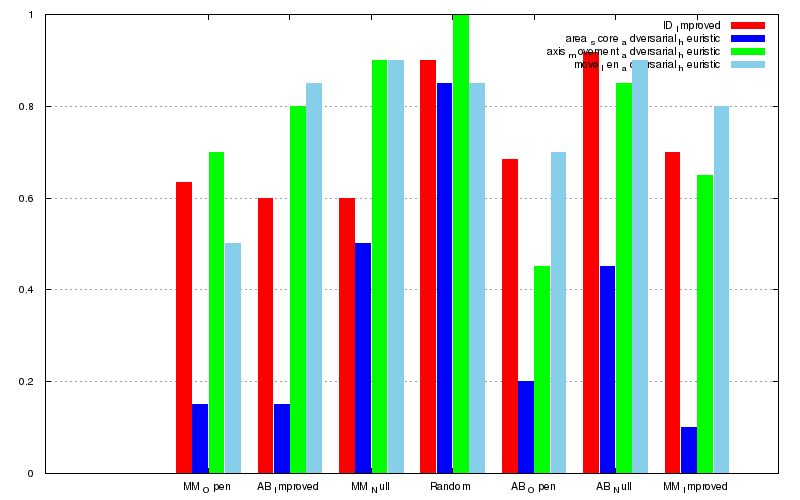 1
0.8
0.6
0.4
0.2
0
ID_Improved
area_score_adversarial_heuristic
axis_movement_adversarial_heuristic
move_len_adversarial_heuristic
MM_Open
AB_Improved
MM_Null
Random
AB_Open
AB_Null
MM_Improved